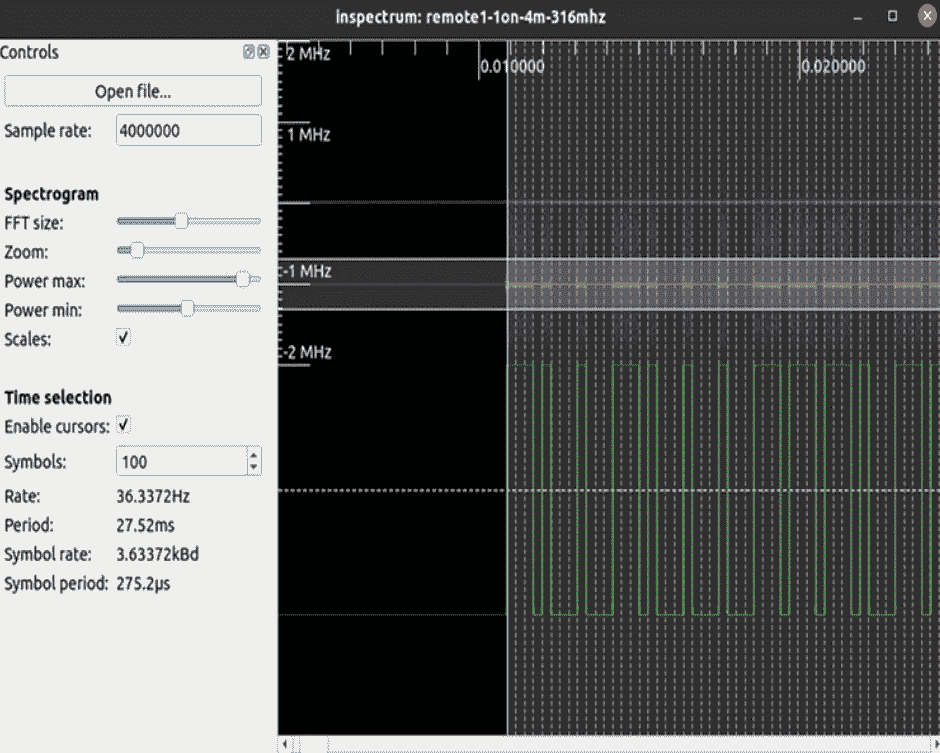 inspectrum: remote1-1on-4m-316mhz
Controls
Open file...
Sample rate: 4000000
Spectrogram
FFT size:
Zoom:
Power max:
Power min:
Scales:
Time selection
Enable cursors:
Symbols: 100
Rate: 36.3372Hz
Period: 27.52ms
Symbol rate: 3.63372kBd
Symbol period: 275.2µs
2 MHz
0.010000 0.020000
1 MHz
-1 MHz
-2 MHz